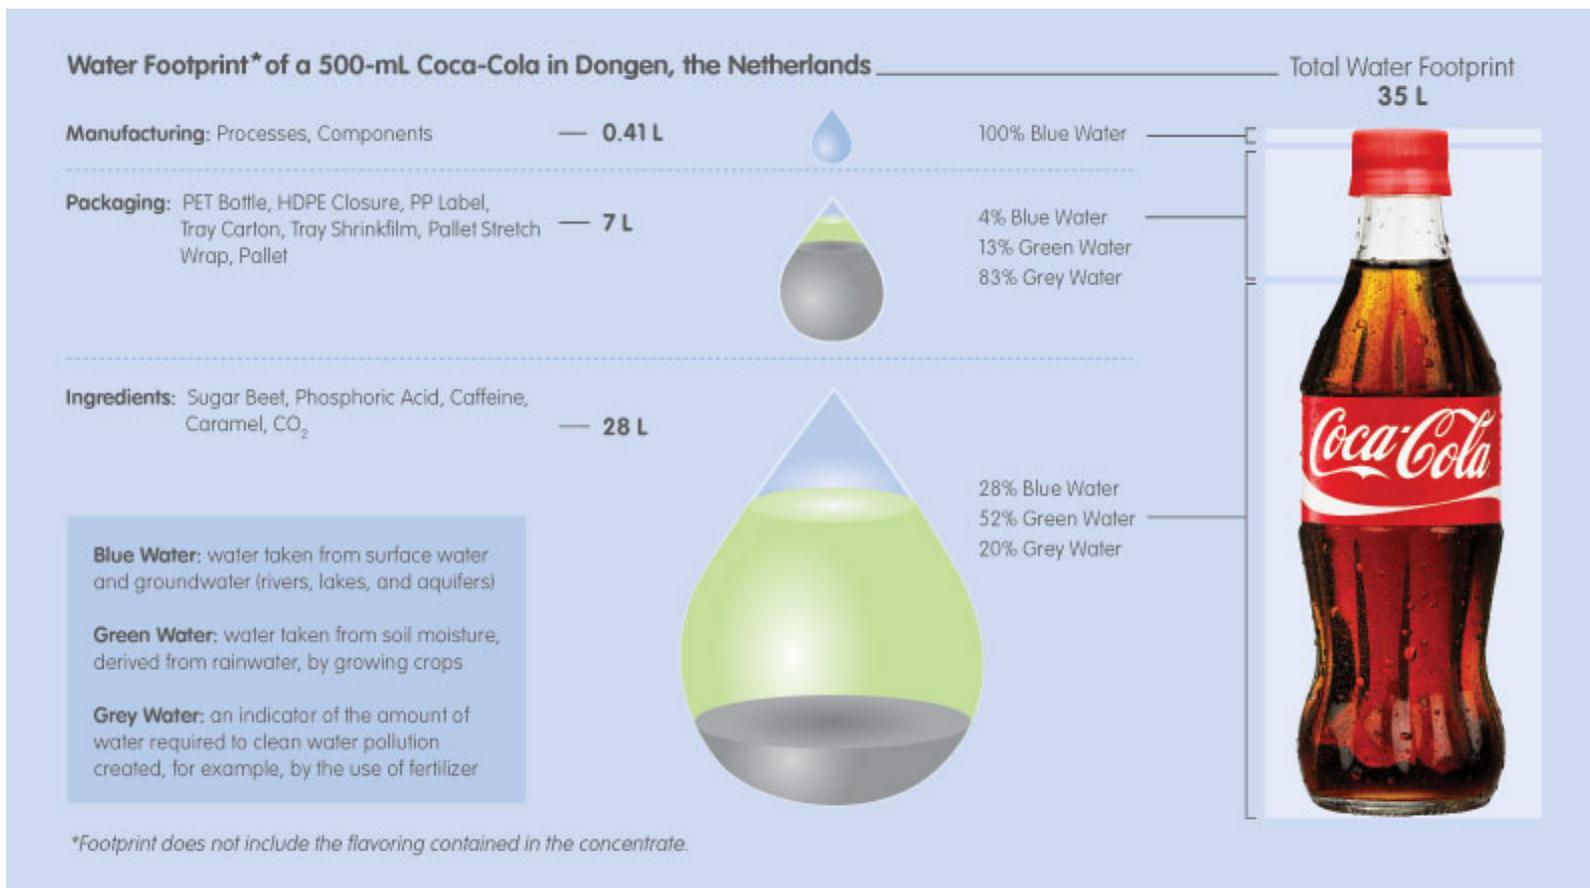 Water Footprint* of a 500-mL Coca-Cola in Dongen, the Netherlands
Total Water Footprint
35 L
Manufacturing: Processes, Components — 0.41 L
100% Blue Water
Packaging: PET Bottle, HDPE Closure, PP Label,
Tray Carton, Tray Shrinkfilm, Pallet Stretch
Wrap, Pallet
— 7 L
4% Blue Water
13% Green Water
83% Grey Water
Ingredients: Sugar Beet, Phosphoric Acid, Caffeine,
Caramel, CO₂
— 28 L
28% Blue Water
52% Green Water
20% Grey Water
Coca-Cola
Blue Water: water taken from surface water
and groundwater (rivers, lakes, and aquifers)
Green Water: water taken from soil moisture,
derived from rainwater, by growing crops
Grey Water: an indicator of the amount of
water required to clean water pollution
created, for example, by the use of fertilizer
*Footprint does not include the flavoring contained in the concentrate.